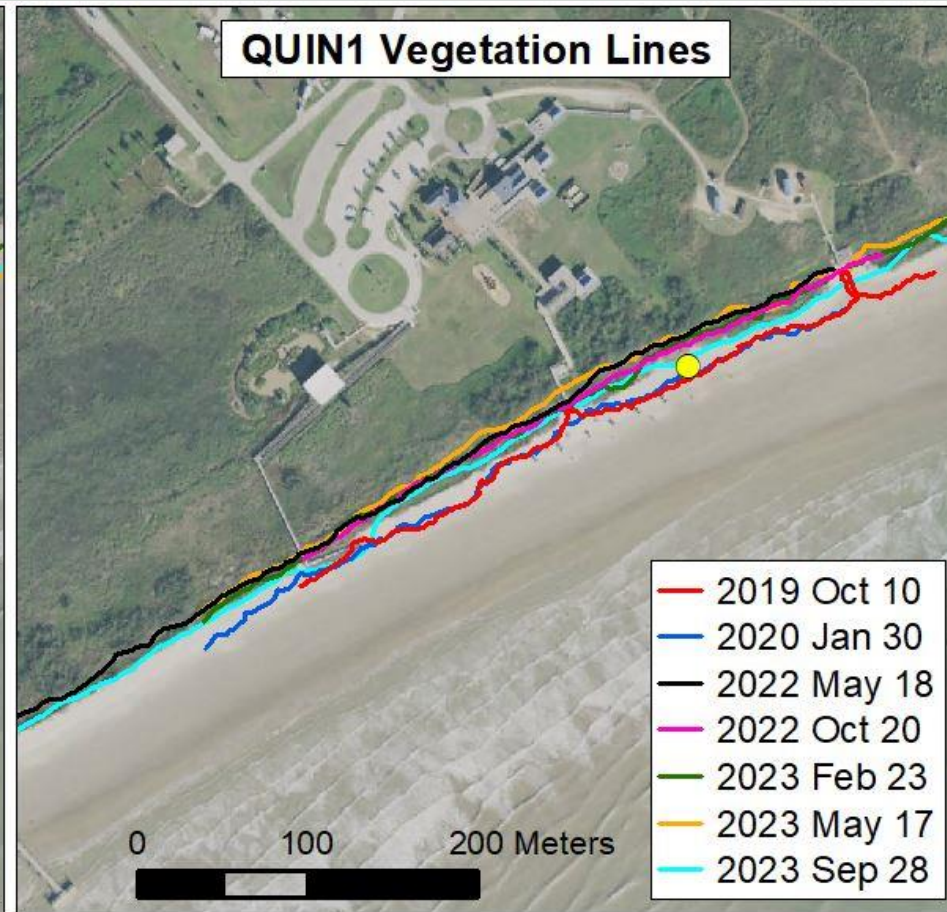 QUIN1 Vegetation Lines
2019 Oct 10
2020 Jan 30
2022 May 18
2022 Oct 20
2023 Feb 23
2023 May 17
2023 Sep 28
0 100 200 Meters